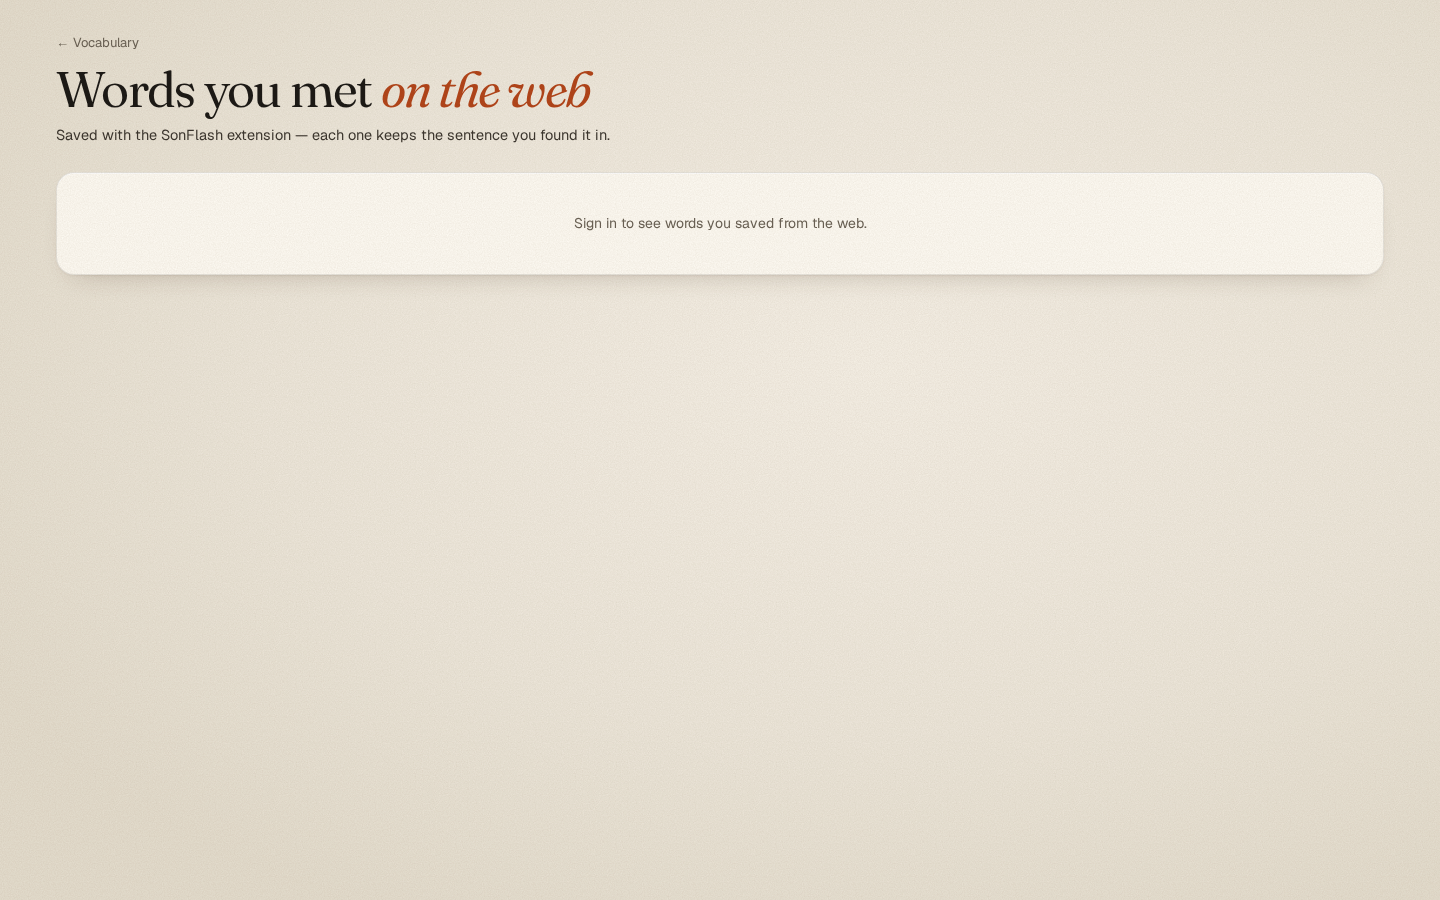 ← Vocabulary
Words you met on the web
Saved with the SonFlash extension — each one keeps the sentence you found it in.
Sign in to see words you saved from the web.